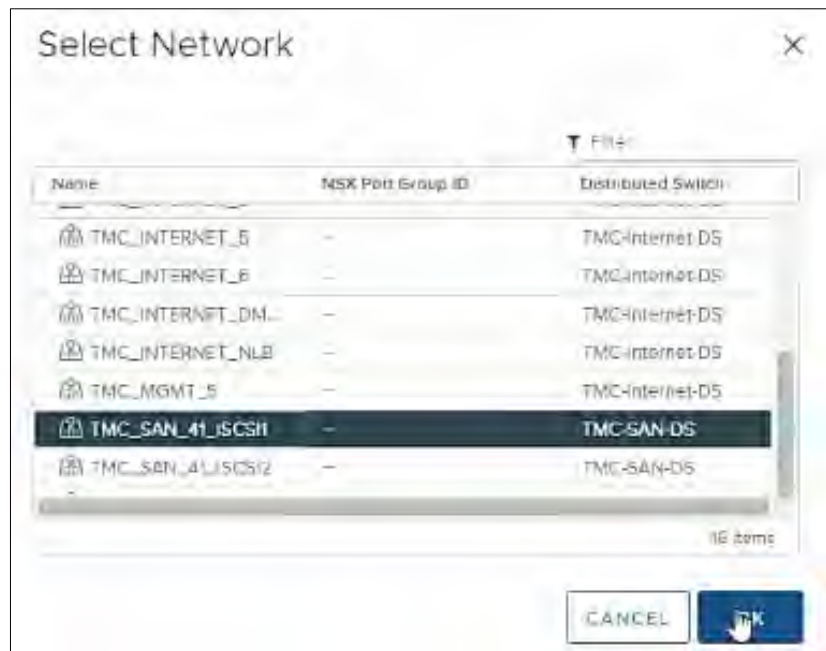 Select Network
Filter
Name NSX Port Group ID Distributed Switch
TMC_INTERNET_5 -- TMC-Internet-DS
TMC_INTERNET_6 -- TMC-Internet-DS
TMC_INTERNET_DM... -- TMC-Internet-DS
TMC_INTERNET_NLB -- TMC-Internet-DS
TMC_MGMT_5 -- TMC-Internet-DS
TMC_SAN_41_ISCSI1 -- TMC-SAN-DS
TMC_SAN_41_ISCSI2 -- TMC-SAN-DS
16 items
CANCEL OK